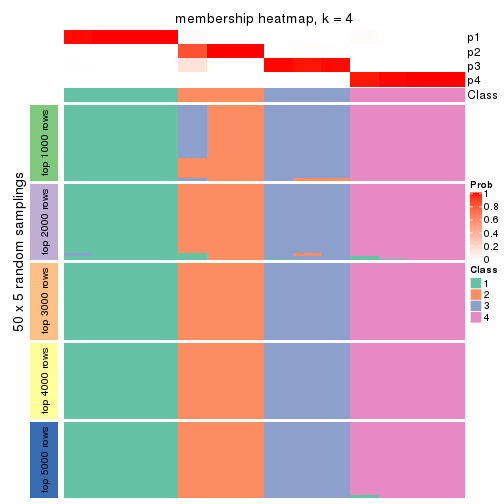 membership heatmap, k = 4
p1
p2
p3
p4
Class
50 x 5 random samplings
top 1000 rows
top 2000 rows
top 3000 rows
top 4000 rows
top 5000 rows
Prob
1
0.8
0.6
0.4
0.2
0
Class
1
2
3
4